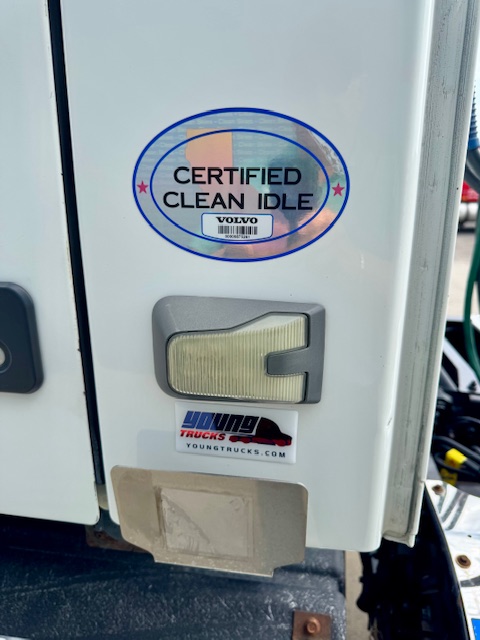 CERTIFIED
CLEAN IDLE
VOLVO
YOUNG
TRUCKS
YOUNGTRUCKS.COM